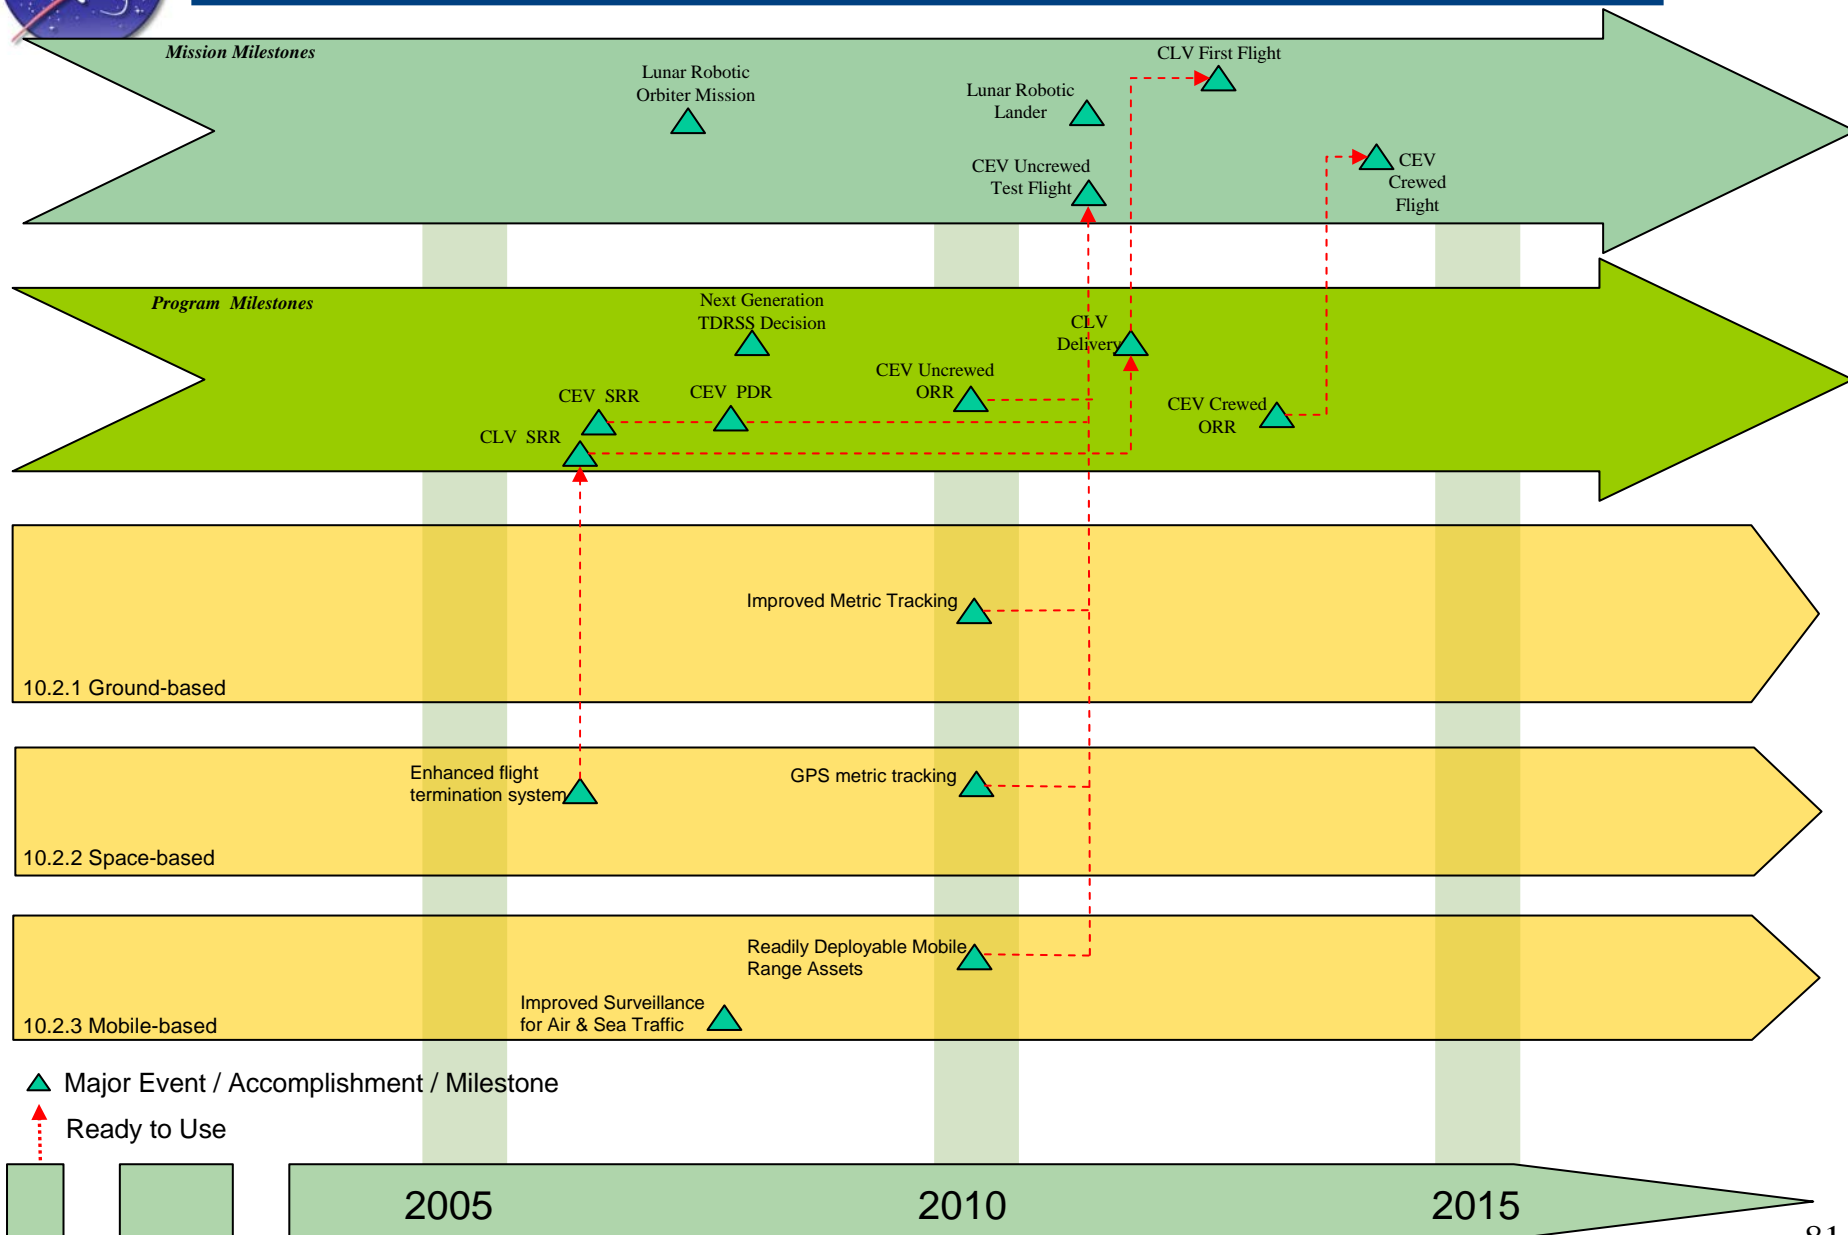 Mission Milestones
CLV First Flight
Lunar Robotic
Orbiter Mission
Lunar Robotic
Lander
CEV Uncrewed
Test Flight
CEV
Crewed
Flight
Program Milestones
Next Generation
TDRSS Decision
CLV
Delivery
CEV Uncrewed
ORR
CEV SRR
CEV PDR
CEV Crewed
ORR
CLV SRR
Improved Metric Tracking
10.2.1 Ground-based
Enhanced flight
termination system
GPS metric tracking
10.2.2 Space-based
Readily Deployable Mobile
Range Assets
Improved Surveillance
for Air & Sea Traffic
10.2.3 Mobile-based
Major Event / Accomplishment / Milestone
Ready to Use
2005
2010
2015
81